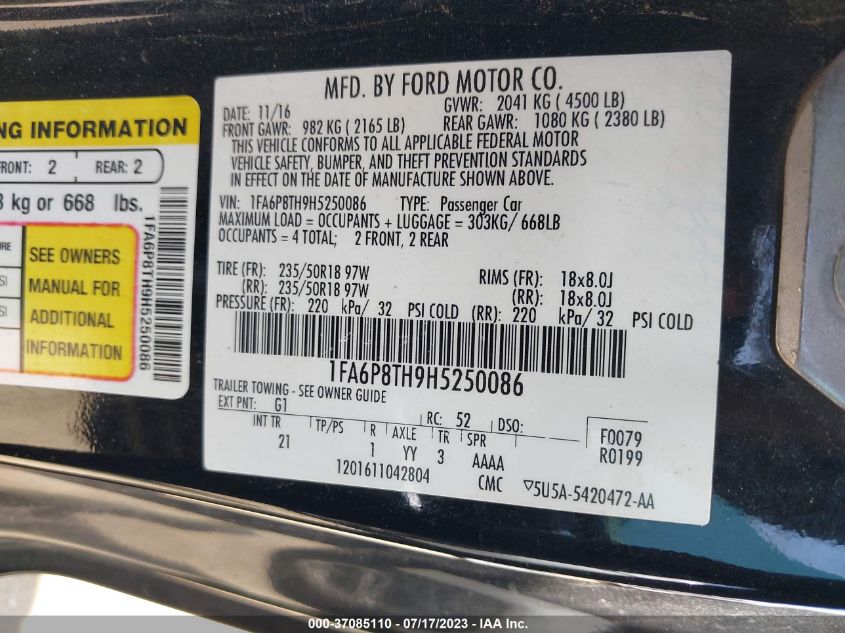 MFD. BY FORD MOTOR CO.
DATE: 11/16 GVWR: 2041 KG ( 4500 LB)
FRONT GAWR: 982 KG ( 2165 LB) REAR GAWR: 1080 KG ( 2380 LB)
THIS VEHICLE CONFORMS TO ALL APPLICABLE FEDERAL MOTOR
VEHICLE SAFETY, BUMPER, AND THEFT PREVENTION STANDARDS
IN EFFECT ON THE DATE OF MANUFACTURE SHOWN ABOVE.
VIN: 1FA6P8TH9H5250086 TYPE: Passenger Car
MAXIMUM LOAD = OCCUPANTS + LUGGAGE = 303KG/ 668LB
OCCUPANTS = 4 TOTAL; 2 FRONT, 2 REAR
TIRE (FR): 235/50R18 97W RIMS (FR): 18x8.0J
(RR): 235/50R18 97W (RR): 18x8.0J
PRESSURE (FR): 220 kPa/ 32 PSI COLD (RR): 220 kPa/ 32 PSI COLD
1FA6P8TH9H5250086
TRAILER TOWING - SEE OWNER GUIDE
EXT PNT: G1 RC: 52 DSO:
INT TR TP/PS R AXLE TR SPR
21 1 YY 3 AAAA
1201611042804 CMC ▽5U5A-5420472-AA
F0079
R0199
NG INFORMATION
FRONT: 2 REAR: 2
kg or 668 lbs.
SEE OWNERS
MANUAL FOR
ADDITIONAL
INFORMATION
1FA6P8TH9H5250086
000-37085110 - 07/17/2023 - IAA Inc.